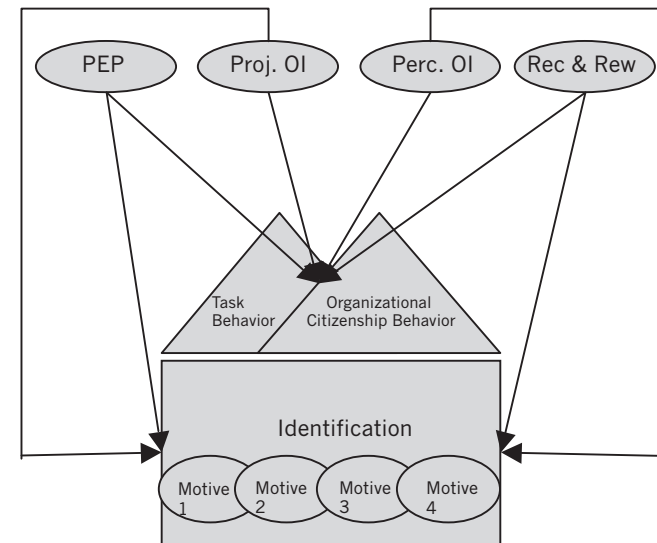 PEP Proj. OI Perc. OI Rec & Rew
Task
Behavior
Organizational
Citizenship Behavior
Identification
Motive
1
Motive
2
Motive
3
Motive
4